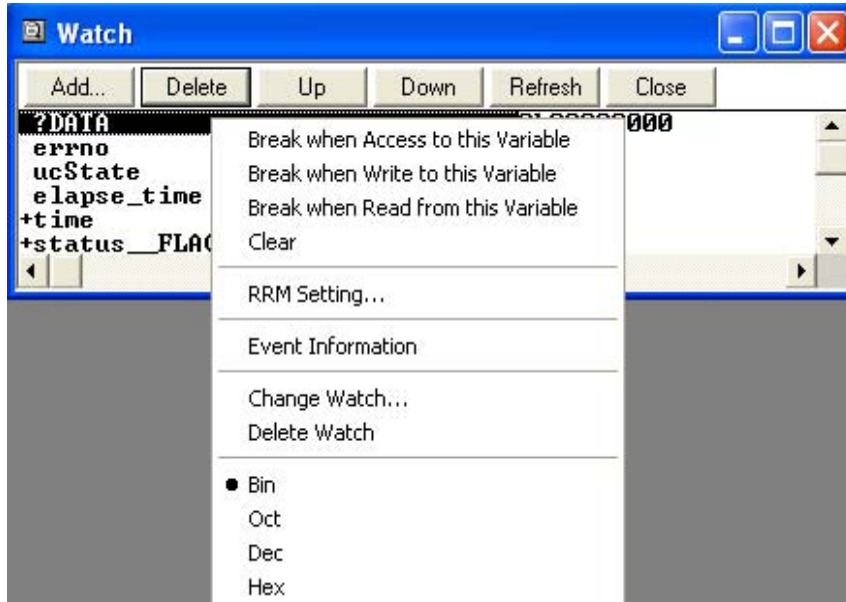 Watch
Add... Delete Up Down Refresh Close
?DATA 000
errno
ucState
elapse_time
+time
+status__FLAG
Break when Access to this Variable
Break when Write to this Variable
Break when Read from this Variable
Clear
RRM Setting...
Event Information
Change Watch...
Delete Watch
Bin
Oct
Dec
Hex